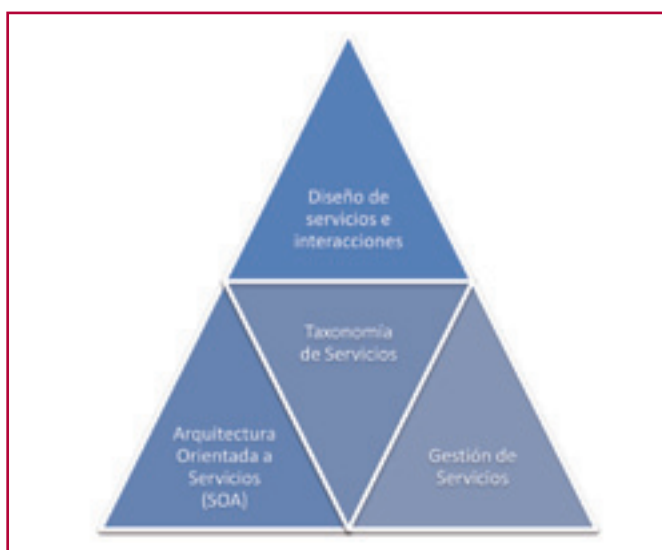 Diseño de
servicios e
interacciones
Taxonomía
de Servicios
Arquitectura
Orientada a
Servicios
(SOA)
Gestión de
Servicios